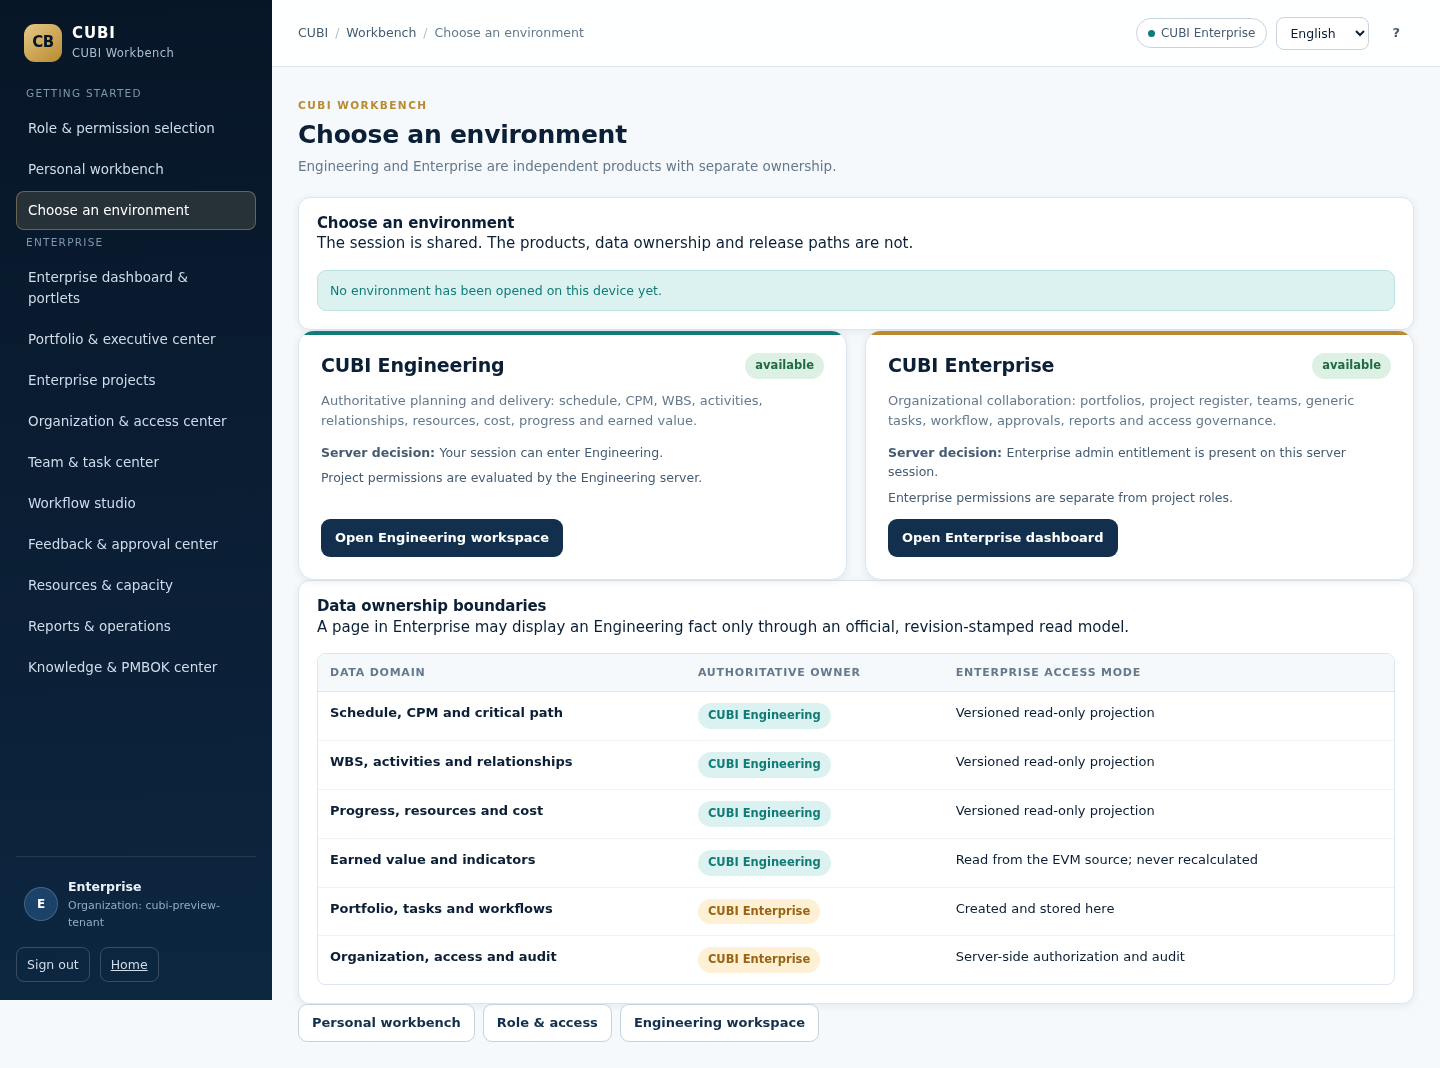 CB
CUBI
CUBI Workbench
GETTING STARTED
Role & permission selection
Personal workbench
Choose an environment
ENTERPRISE
Enterprise dashboard &
portlets
Portfolio & executive center
Enterprise projects
Organization & access center
Team & task center
Workflow studio
Feedback & approval center
Resources & capacity
Reports & operations
Knowledge & PMBOK center
E
Enterprise
Organization: cubi-preview-
tenant
Sign out
Home
CUBI / Workbench / Choose an environment
CUBI Enterprise
English
?
CUBI WORKBENCH
Choose an environment
Engineering and Enterprise are independent products with separate ownership.
Choose an environment
The session is shared. The products, data ownership and release paths are not.
No environment has been opened on this device yet.
CUBI Engineering
available
Authoritative planning and delivery: schedule, CPM, WBS, activities,
relationships, resources, cost, progress and earned value.
Server decision: Your session can enter Engineering.
Project permissions are evaluated by the Engineering server.
Open Engineering workspace
CUBI Enterprise
available
Organizational collaboration: portfolios, project register, teams, generic
tasks, workflow, approvals, reports and access governance.
Server decision: Enterprise admin entitlement is present on this server
session.
Enterprise permissions are separate from project roles.
Open Enterprise dashboard
Data ownership boundaries
A page in Enterprise may display an Engineering fact only through an official, revision-stamped read model.
DATA DOMAIN AUTHORITATIVE OWNER ENTERPRISE ACCESS MODE
Schedule, CPM and critical path CUBI Engineering Versioned read-only projection
WBS, activities and relationships CUBI Engineering Versioned read-only projection
Progress, resources and cost CUBI Engineering Versioned read-only projection
Earned value and indicators CUBI Engineering Read from the EVM source; never recalculated
Portfolio, tasks and workflows CUBI Enterprise Created and stored here
Organization, access and audit CUBI Enterprise Server-side authorization and audit
Personal workbench
Role & access
Engineering workspace